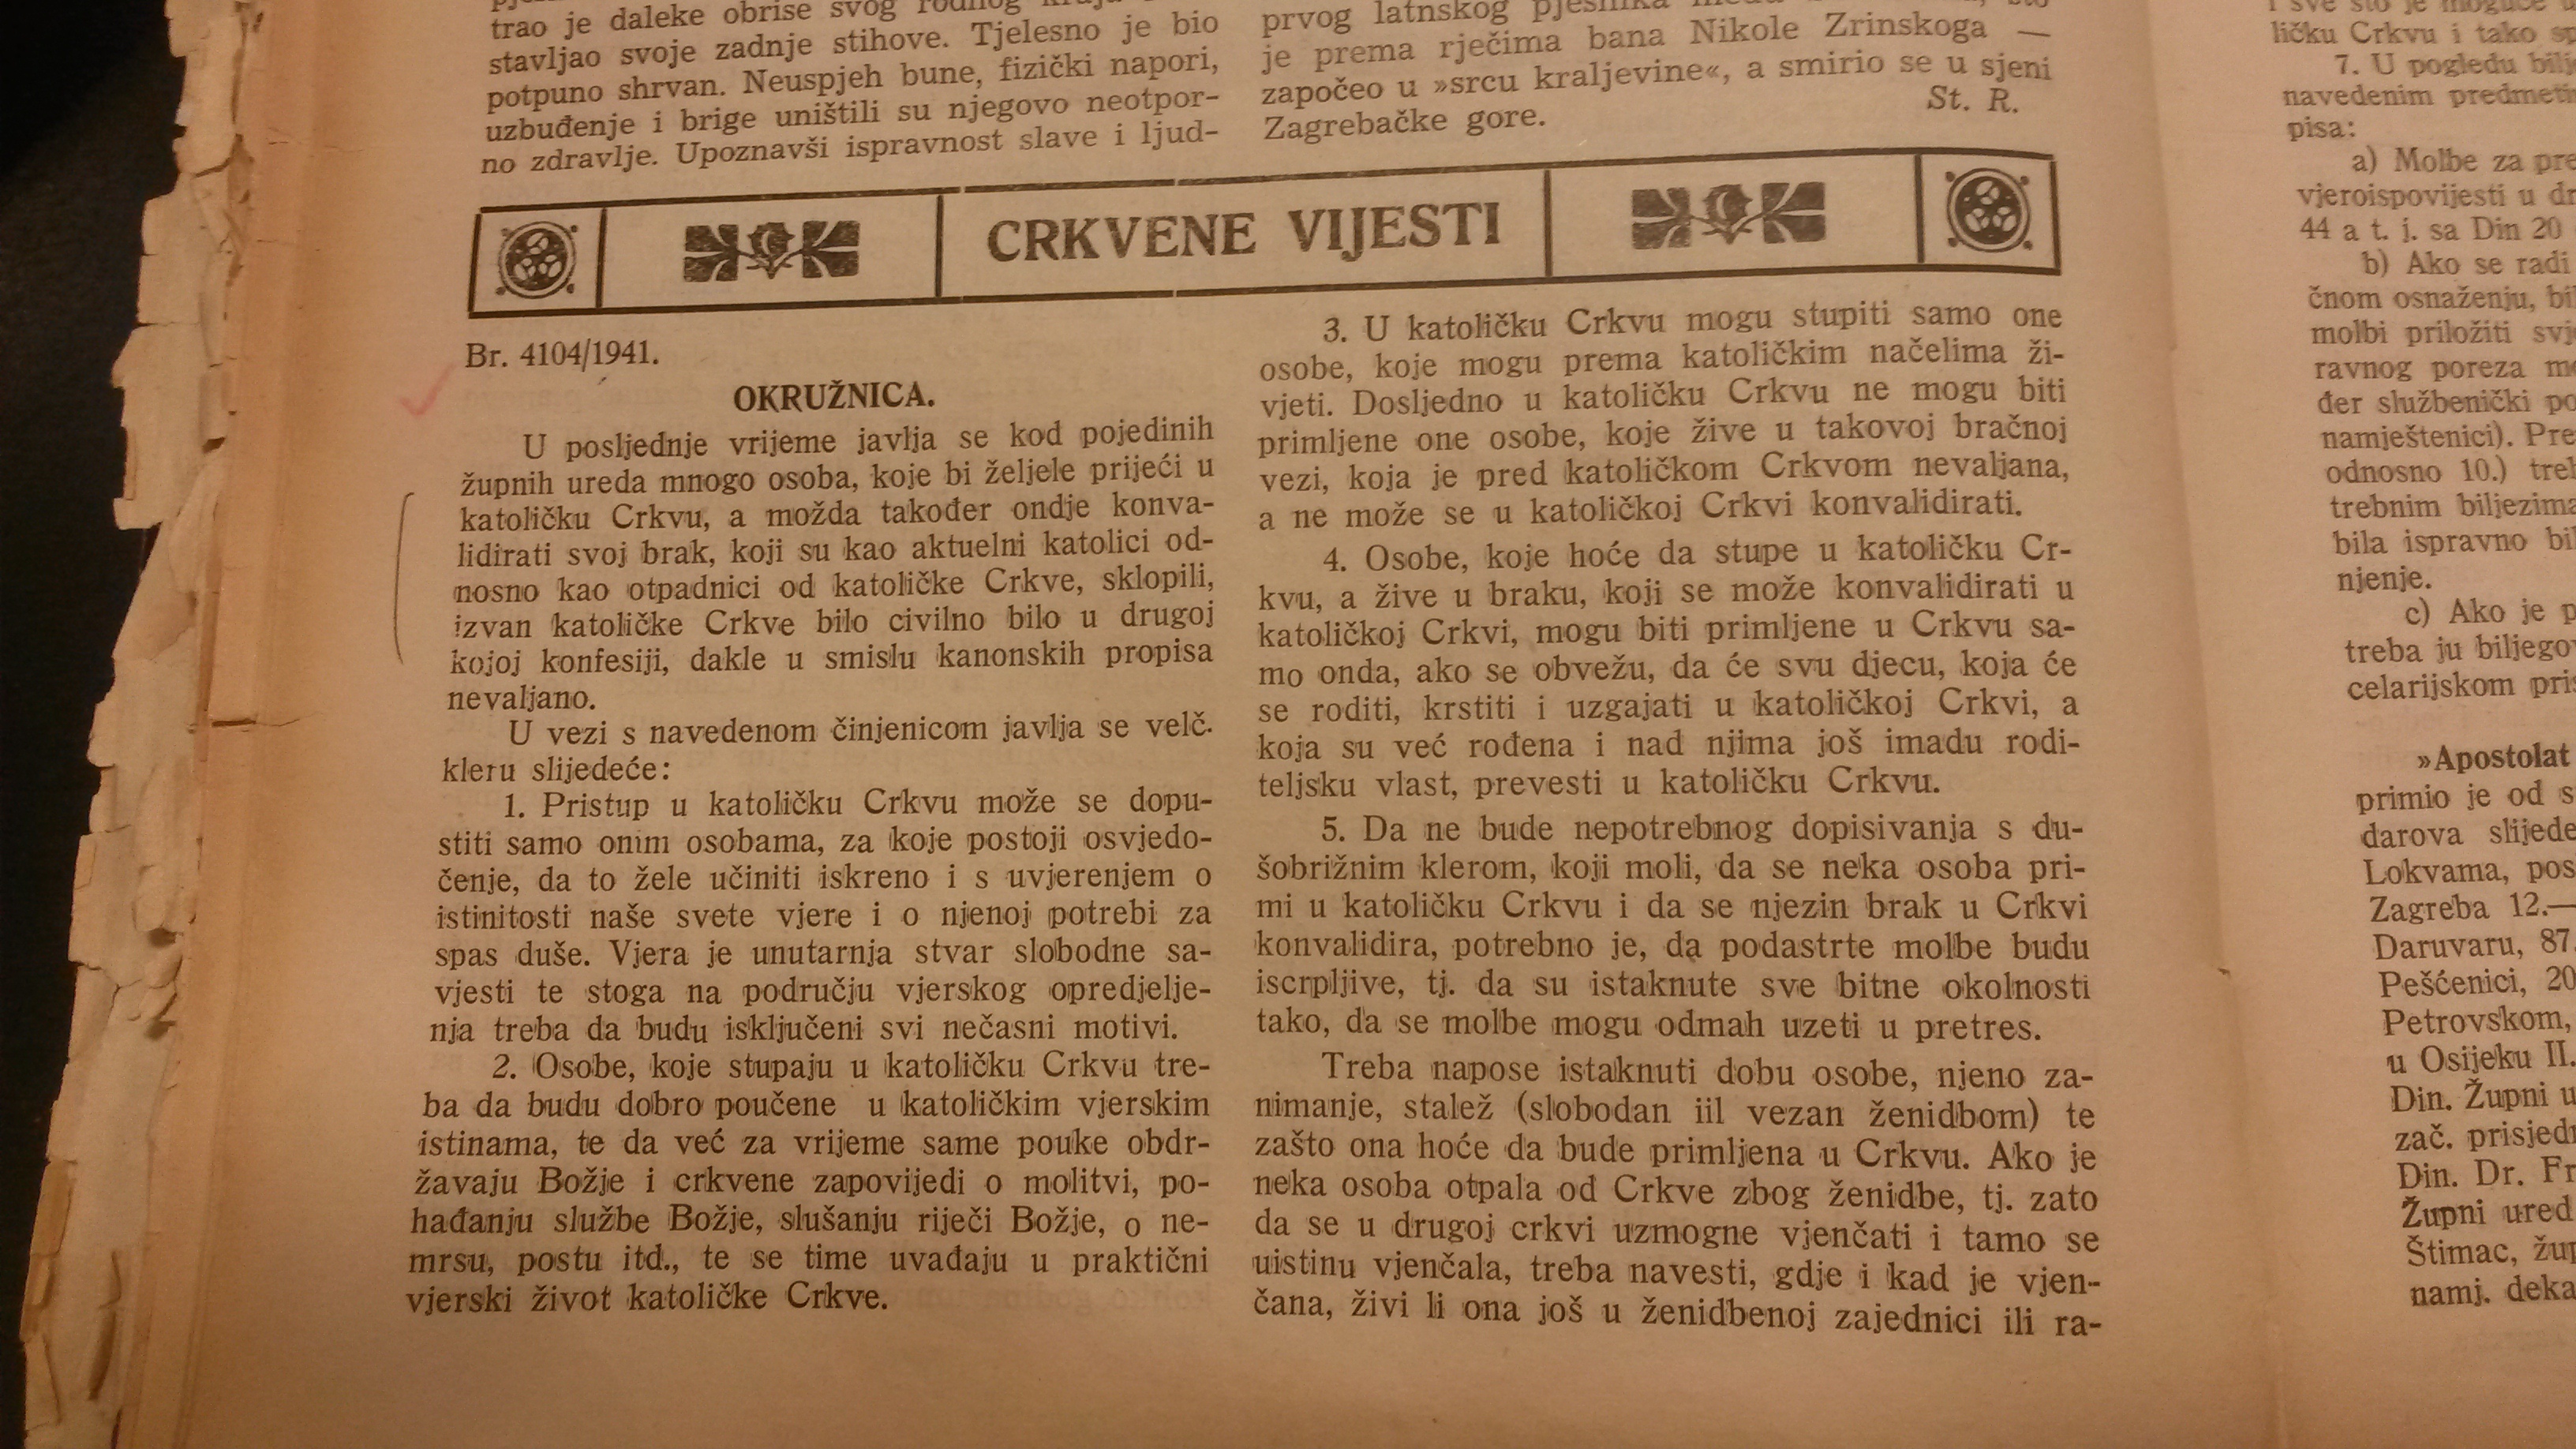 trao je daleke obrise svog
stavljao svoje zadnje stihove. Tjelesno je bio
potpuno shrvan. Neuspjeh bune, fizički napori,
uzbuđenje i brige uništili su njegovo neotpor-
no zdravlje. Upoznavši ispravnost slave i ljud-
prvog latnskog
je prema rječima bana Nikole Zrinskoga —
započeo u »srcu kraljevine«, a smirio se u sjeni
Zagrebačke gore.
St. R.
CRKVENE VIJESTI
Br. 4104/1941.
OKRUŽNICA.
U posljednje vrijeme javlja se kod pojedinih
župnih ureda mnogo osoba, koje bi željele prijeći u
katoličku Crkvu, a možda također ondje konva-
lidirati svoj brak, koji su kao aktuelni katolici od-
nosno kao otpadnici od katoličke Crkve, sklopili,
izvan katoličke Crkve bilo civilno bilo u drugoj
kojoj konfesiji, dakle u smislu kanonskih propisa
nevaljano.
U vezi s navedenom činjenicom javlja se velč.
kleru slijedeće:
1. Pristup u katoličku Crkvu može se dopu-
stiti samo onim osobama, za koje postoji osvjedo-
čenje, da to žele učiniti iskreno i s uvjerenjem o
istinitosti naše svete vjere i o njenoj potrebi za
spas duše. Vjera je unutarnja stvar slobodne sa-
vjesti te stoga na području vjerskog opredjelje-
nja treba da budu isključeni svi nečasni motivi.
2. Osobe, koje stupaju u katoličku Crkvu tre-
ba da budu dobro poučene u katoličkim vjerskim
istinama, te da već za vrijeme same pouke obdr-
žavaju Božje i crkvene zapovijedi o molitvi, po-
hađanju službe Božje, slušanju riječi Božje, o ne-
mrsu, postu itd., te se time uvađaju u praktični
vjerski život katoličke Crkve.
3. U katoličku Crkvu mogu stupiti samo one
osobe, koje mogu prema katoličkim načelima ži-
vjeti. Dosljedno u katoličku Crkvu ne mogu biti
primljene one osobe, koje žive u takovoj bračnoj
vezi, koja je pred katoličkom Crkvom nevaljana,
a ne može se u katoličkoj Crkvi konvalidirati.
4. Osobe, koje hoće da stupe u katoličku Cr-
kvu, a žive u braku, koji se može konvalidirati u
katoličkoj Crkvi, mogu biti primljene u Crkvu sa-
mo onda, ako se obvežu, da će svu djecu, koja će
se roditi, krstiti i uzgajati u katoličkoj Crkvi, a
koja su već rođena i nad njima još imadu rodi-
teljsku vlast, prevesti u katoličku Crkvu.
5. Da ne bude nepotrebnog dopisivanja s du-
šobrižnim klerom, koji moli, da se neka osoba pri-
mi u katoličku Crkvu i da se njezin brak u Crkvi
konvalidira, potrebno je, da podastrte molbe budu
iscrpljive, tj. da su istaknute sve bitne okolnosti
tako, da se molbe mogu odmah uzeti u pretres.
Treba napose istaknuti dobu osobe, njeno za-
nimanje, stalež (slobodan iil vezan ženidbom) te
zašto ona hoće da bude primljena u Crkvu. Ako je
neka osoba otpala od Crkve zbog ženidbe, tj. zato
da se u drugoj crkvi uzmogne vjenčati i tamo se
uistinu vjenčala, treba navesti, gdje i kad je vjen-
čana, živi li ona još u ženidbenoj zajednici ili ra-
i sve što je moguće
ličku Crkvu i tako
7. U pogledu
navedenim
pisa:
a) Molbe za
vjeroispovijesti u
44 a t. j. sa Din 20
b) Ako se radi
čnom osnaženju,
molbi priložiti
ravnog poreza
đer službenički
namještenici).
odnosno 10.)
trebnim
bila ispravno
njenje.
c) Ako je
treba ju
celarijskom
»Apostolat
primio je od
darova
Lokvama,
Zagreba 12.—
Daruvaru, 87
Pešćenici, 20
Petrovskom,
u Osijeku II.
Din. Župni
zač.
Din. Dr.
Župni ured
Štimac,
namj.